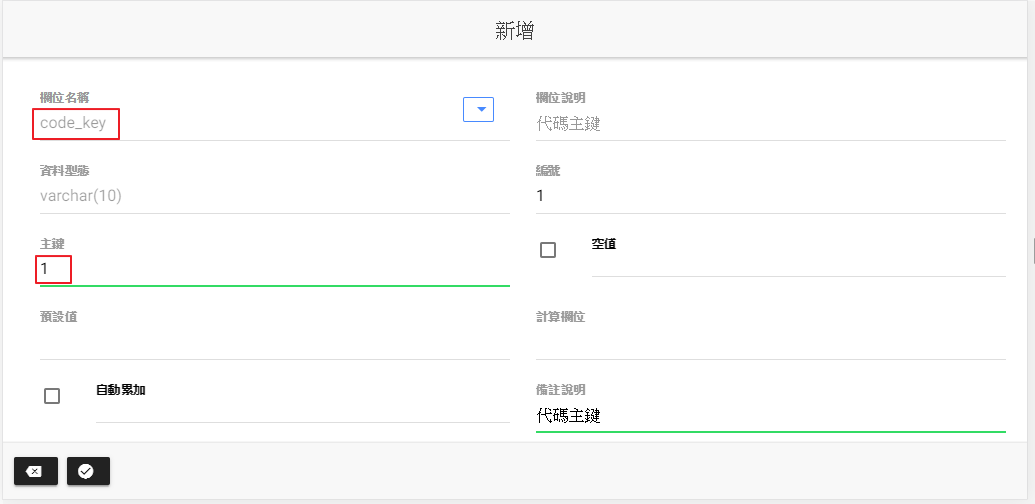 新增
欄位名稱
code_key
欄位說明
代碼主鍵
資料型態
varchar(10)
編號
1
主鍵
1
空值
預設值
計算欄位
自動累加
備註說明
代碼主鍵